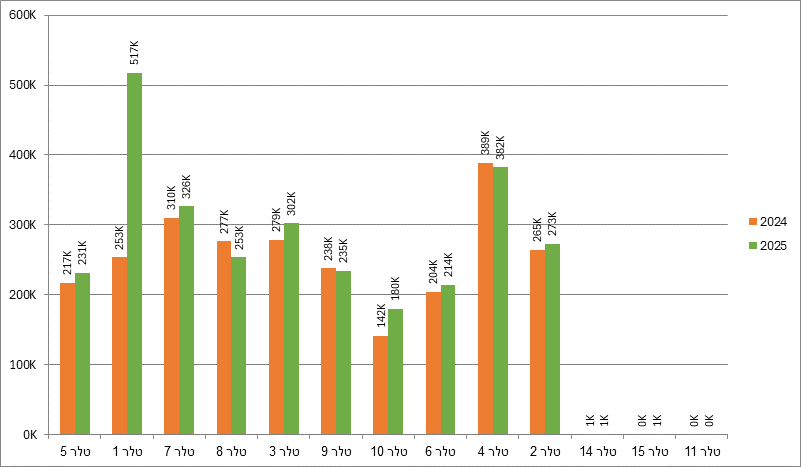 600K
500K
400K
300K
200K
100K
0K
217K 231K
253K 517K
310K 326K
277K 253K
279K 302K
238K 235K
142K 180K
204K 214K
389K 382K
265K 273K
1K 1K
0K 1K
0K 0K
טלר 5
טלר 1
טלר 7
טלר 8
טלר 3
טלר 9
טלר 10
טלר 6
טלר 4
טלר 2
טלר 14
טלר 15
טלר 11
2024
2025